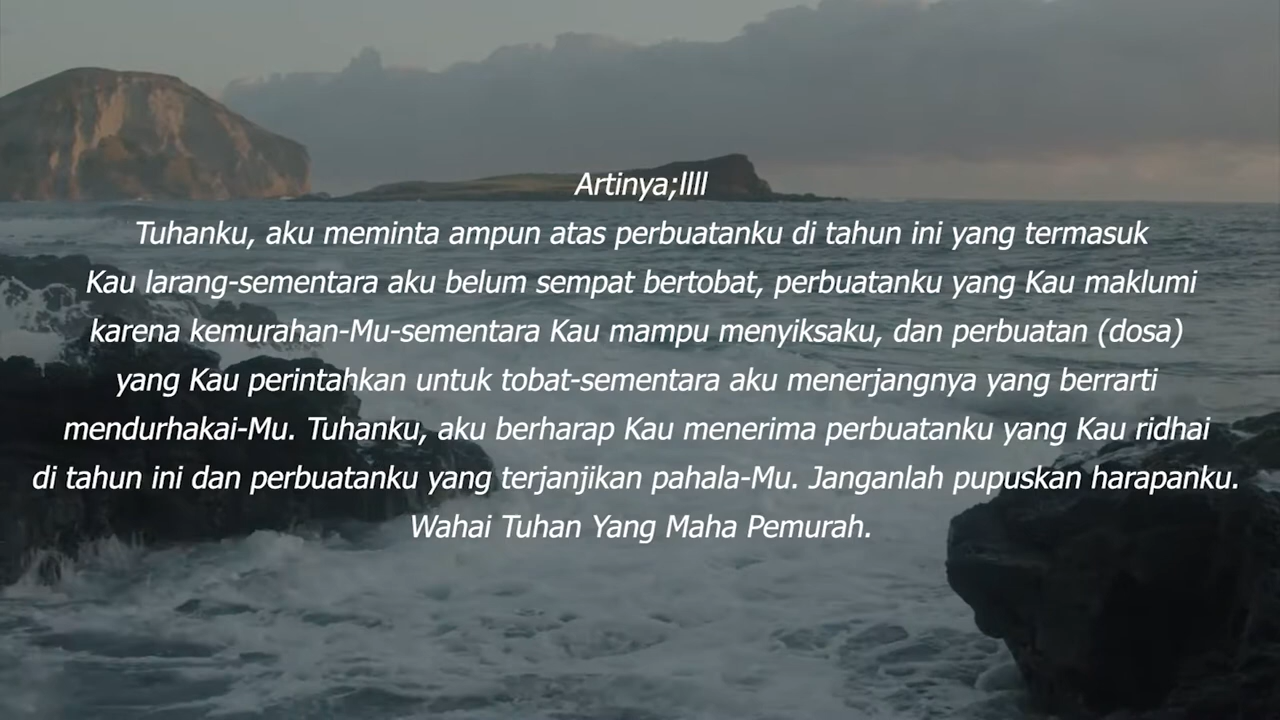 Artinya;llll
Tuhanku, aku meminta ampun atas perbuatanku di tahun ini yang termasuk
Kau larang-sementara aku belum sempat bertobat, perbuatanku yang Kau maklumi
karena kemurahan-Mu-sementara Kau mampu menyiksaku, dan perbuatan (dosa)
yang Kau perintahkan untuk tobat-sementara aku menerjangnya yang berrarti
mendurhakai-Mu. Tuhanku, aku berharap Kau menerima perbuatanku yang Kau ridhai
di tahun ini dan perbuatanku yang terjanjikan pahala-Mu. Janganlah pupuskan harapanku.
Wahai Tuhan Yang Maha Pemurah.